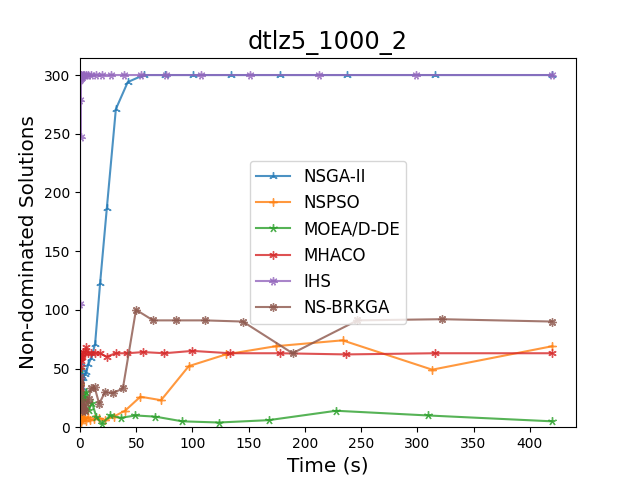 dtlz5_1000_2
Non-dominated Solutions
300
250
200
150
100
50
0
NSGA-II
NSPSO
MOEA/D-DE
MHACO
IHS
NS-BRKGA
0 50 100 150 200 250 300 350 400
Time (s)